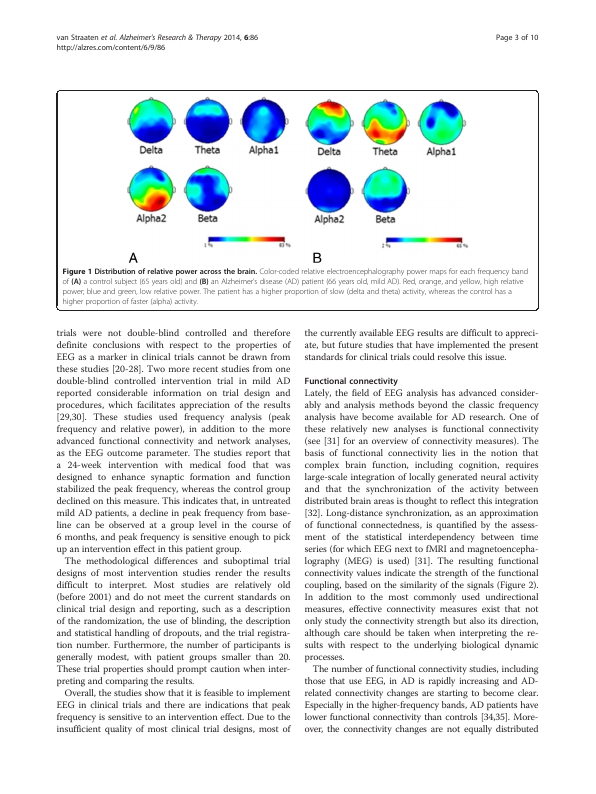 van Straaten et al. Alzheimer's Research & Therapy 2014, 6:86
Page 3 of 10
http://alzres.com/content/6/9/86
Delta
Theta
Alpha1
Delta
Theta
Alpha1
Alpha2
Beta
Alpha2
Beta
A
B
Figure 1 Distribution of relative power across the brain. Color-coded relative electroencephalography power maps for each frequency band
of (A) a control subject (65 years old) and (B) an Alzheimer's disease (AD) patient (66 years old, mild AD). Red, orange, and yellow, high relative
power; blue and green, low relative power. The patient has a higher proportion of slow (delta and theta) activity, whereas the control has a
higher proportion of faster (alpha) activity.
trials were not double-blind controlled and therefore
definite conclusions with respect to the properties of
EEG as a marker in clinical trials cannot be drawn from
these studies [20-28]. Two more recent studies from one
double-blind controlled intervention trial in mild AD
reported considerable information on trial design and
procedures, which facilitates appreciation of the results
[29,30]. These studies used frequency analysis (peak
frequency and relative power), in addition to the more
advanced functional connectivity and network analyses,
as the EEG outcome parameter. The studies report that
a 24-week intervention with medical food that was
designed to enhance synaptic formation and function
stabilized the peak frequency, whereas the control group
declined on this measure. This indicates that, in untreated
mild AD patients, a decline in peak frequency from base-
line can be observed at a group level in the course of
6 months, and peak frequency is sensitive enough to pick
up an intervention effect in this patient group.
The methodological differences and suboptimal trial
designs of most intervention studies render the results
difficult to interpret. Most studies are relatively old
(before 2001) and do not meet the current standards on
clinical trial design and reporting, such as a description
of the randomization, the use of blinding, the description
and statistical handling of dropouts, and the trial registra-
tion number. Furthermore, the number of participants is
generally modest, with patient groups smaller than 20.
These trial properties should prompt caution when inter-
preting and comparing the results.
Overall, the studies show that it is feasible to implement
EEG in clinical trials and there are indications that peak
frequency is sensitive to an intervention effect. Due to the
insufficient quality of most clinical trial designs, most of
the currently available EEG results are difficult to appreci-
ate, but future studies that have implemented the present
standards for clinical trials could resolve this issue.
Functional connectivity
Lately, the field of EEG analysis has advanced consider-
ably and analysis methods beyond the classic frequency
analysis have become available for AD research. One of
these relatively new analyses is functional connectivity
(see [31] for an overview of connectivity measures). The
basis of functional connectivity lies in the notion that
complex brain function, including cognition, requires
large-scale integration of locally generated neural activity
and that the synchronization of the activity between
distributed brain areas is thought to reflect this integration
[32]. Long-distance synchronization, as an approximation
of functional connectedness, is quantified by the assess-
ment of the statistical interdependency between time
series (for which EEG next to fMRI and magnetoencepha-
lography (MEG) is used) [31]. The resulting functional
connectivity values indicate the strength of the functional
coupling, based on the similarity of the signals (Figure 2).
In addition to the most commonly used undirectional
measures, effective connectivity measures exist that not
only study the connectivity strength but also its direction,
although care should be taken when interpreting the re-
sults with respect to the underlying biological dynamic
processes.
The number of functional connectivity studies, including
those that use EEG, in AD is rapidly increasing and AD-
related connectivity changes are starting to become clear.
Especially in the higher-frequency bands, AD patients have
lower functional connectivity than controls [34,35]. More-
over, the connectivity changes are not equally distributed